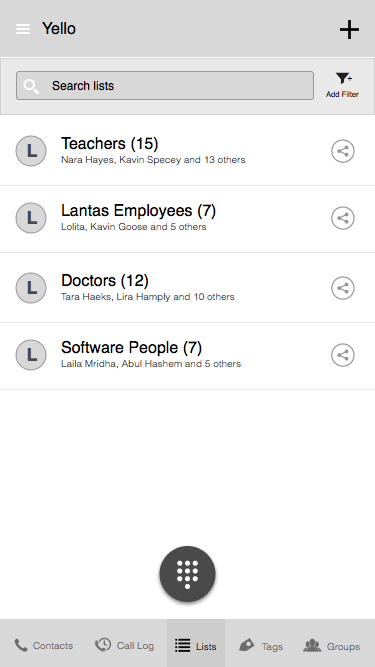 Yello
Search lists
Add Filter
L
Teachers (15)
Nara Hayes, Kavin Specey and 13 others
L
Lantas Employees (7)
Lolita, Kavin Goose and 5 others
L
Doctors (12)
Tara Haeks, Lira Hamply and 10 others
L
Software People (7)
Laila Mridha, Abul Hashem and 5 others
Contacts
Call Log
Lists
Tags
Groups